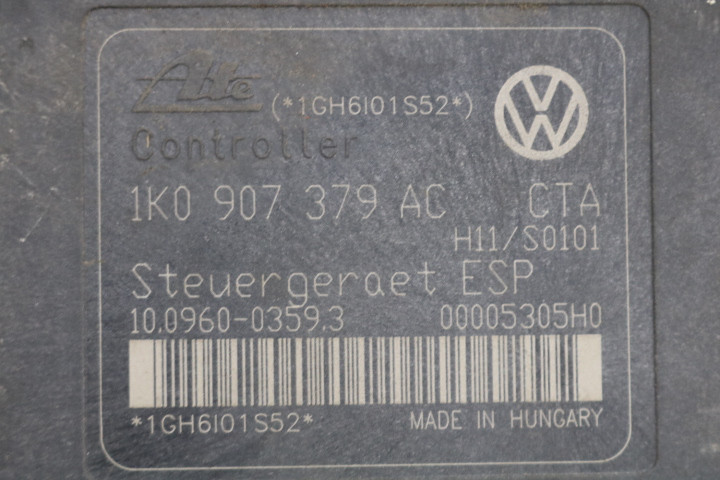 Ate (*1GH6I01S52*)
Controller
1K0 907 379 AC CTA
H11/S0101
Steuergeraet ESP
10.0960-0359.3 00005305H0
*1GH6I01S52* MADE IN HUNGARY